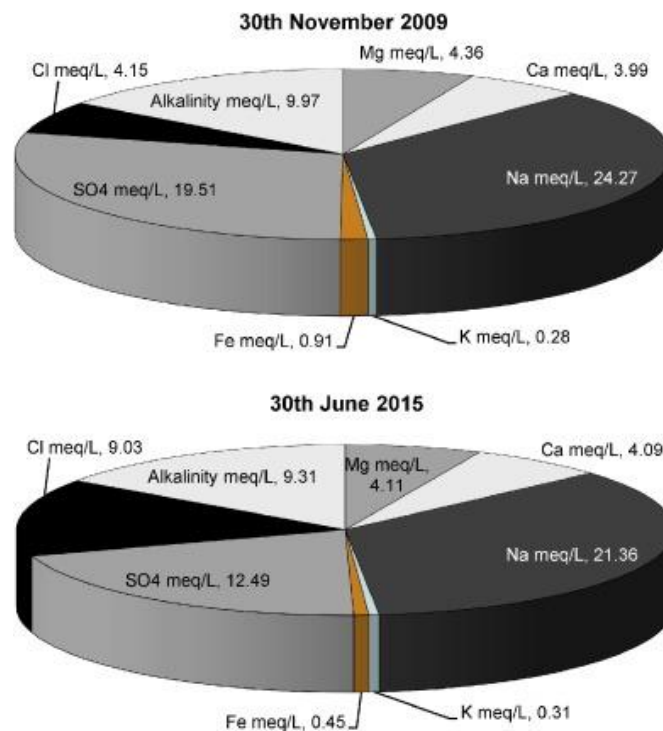 30th November 2009
Mg meq/L, 4.36
Cl meq/L, 4.15
Ca meq/L, 3.99
Alkalinity meq/L, 9.97
Na meq/L, 24.27
SO4 meq/L, 19.51
Fe meq/L, 0.91
K meq/L, 0.28
30th June 2015
Cl meq/L, 9.03
Ca meq/L, 4.09
Alkalinity meq/L, 9.31
Mg meq/L,
4.11
Na meq/L, 21.36
SO4 meq/L, 12.49
Fe meq/L, 0.45
K meq/L, 0.31